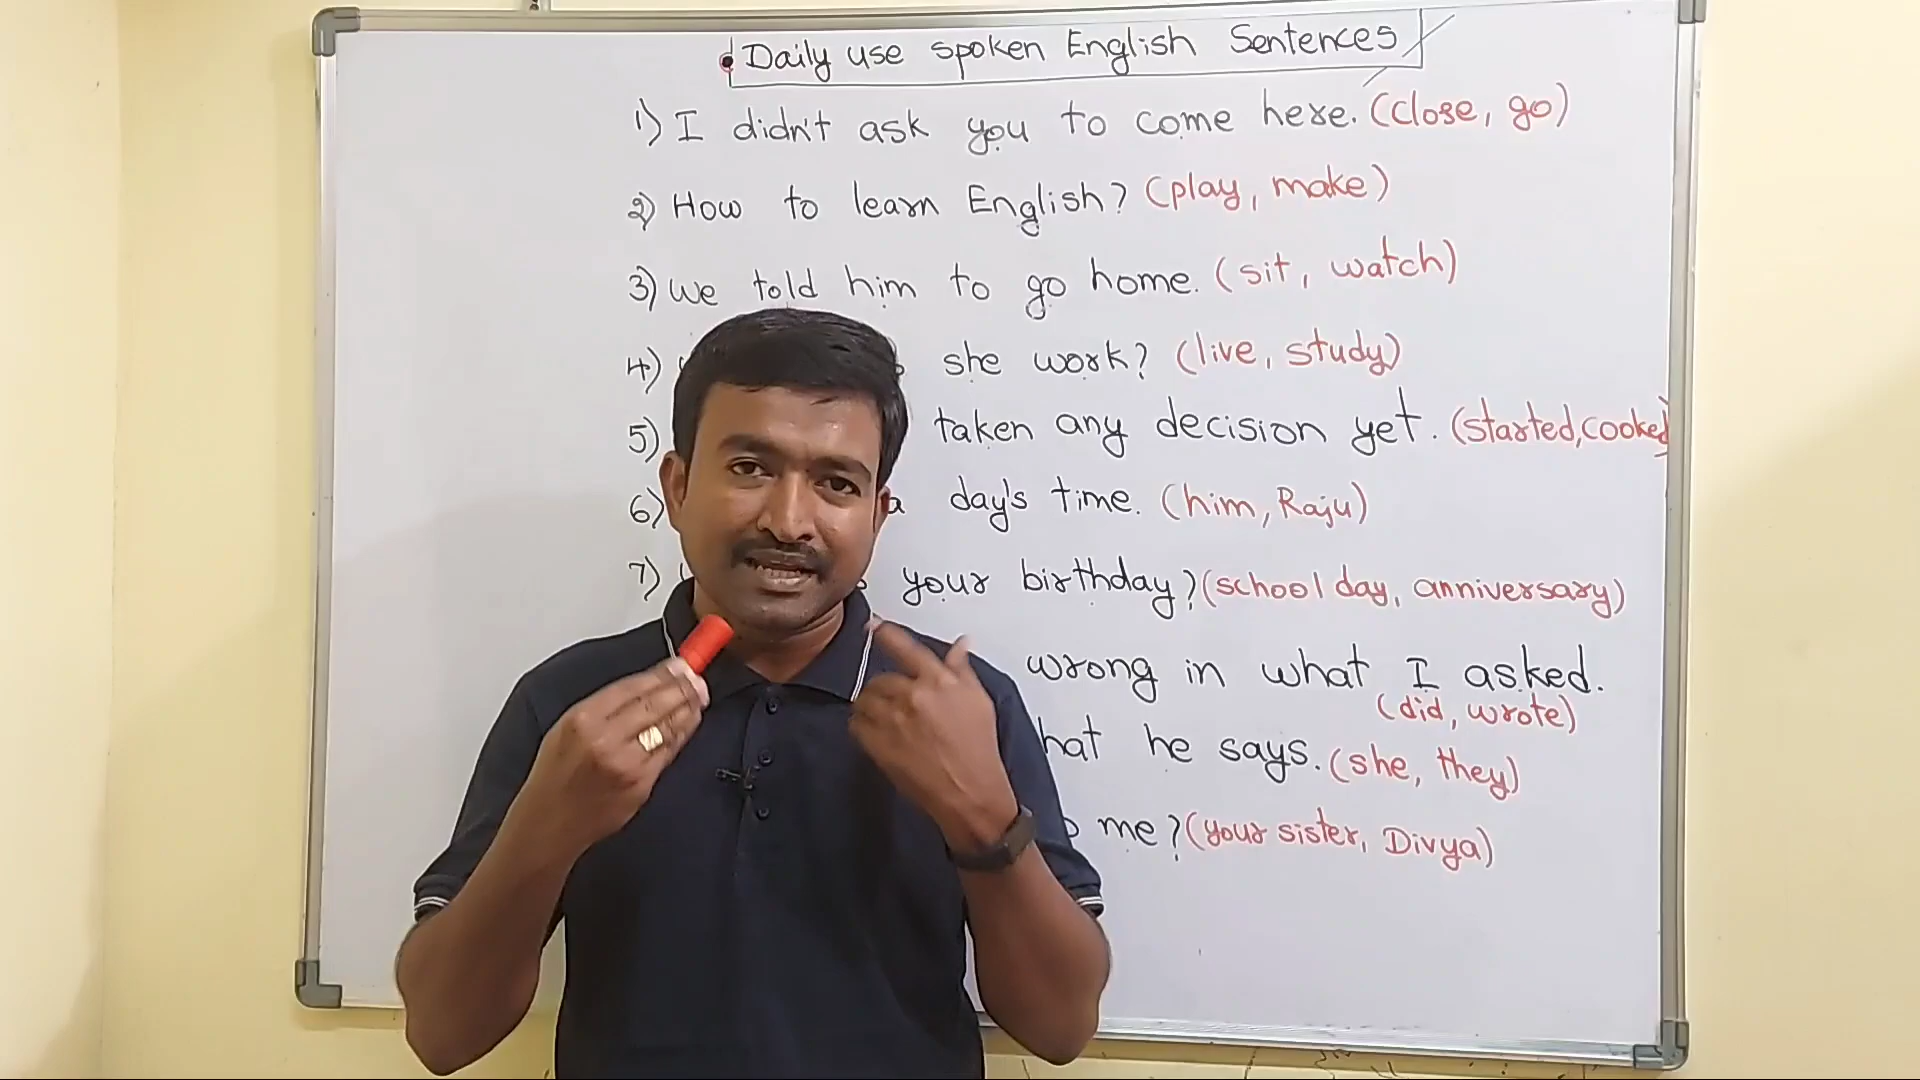 Daily use spoken English Sentences
1) I didn't ask you to come here. (close, go)
2) How to learn English? (play, make)
3) We told him to go home. (sit, watch)
4) she work? (live, study)
5) taken any decision yet. (started, cooked)
6) a day's time. (him, Raju)
7) your birthday? (school day, anniversary)
wrong in what I asked.
(did, wrote)
he says. (she, they)
me? (your sister, Divya)